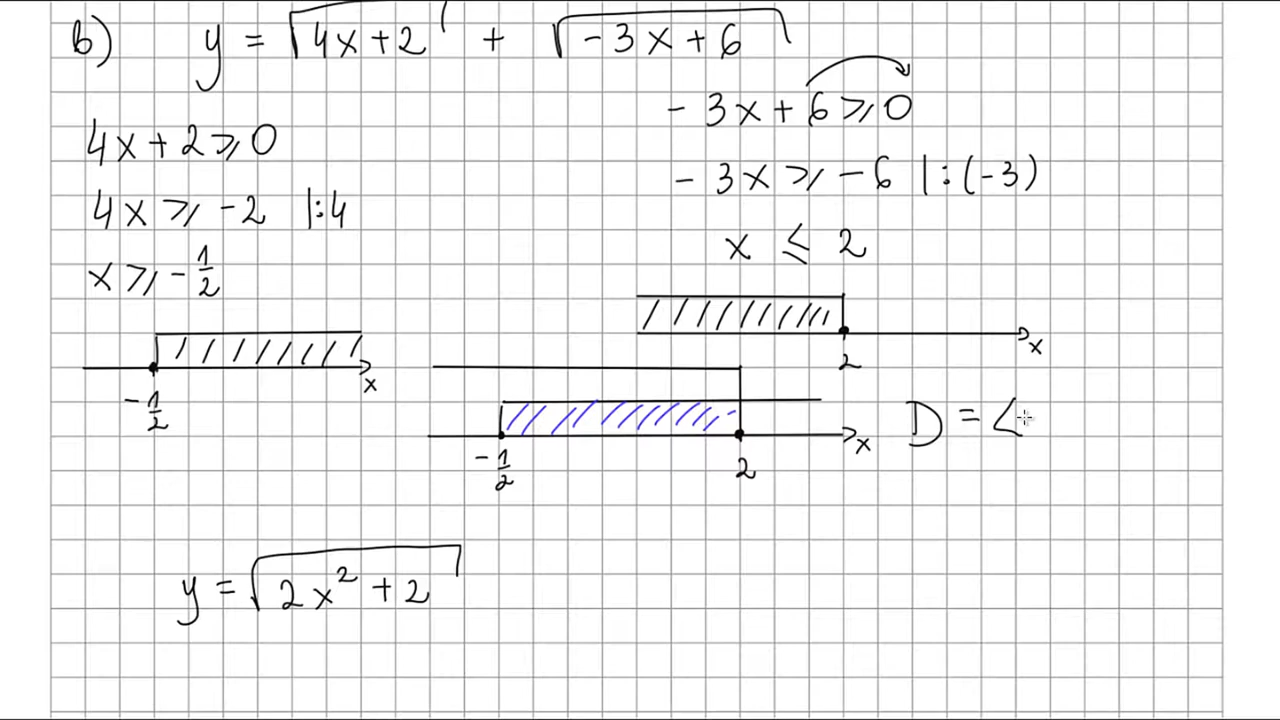 b) y = √(4x+2) + √(-3x+6)
4x+2 ⩾ 0
4x ⩾ -2 |:4
x ⩾ -1/2
-1/2 x
-3x+6 ⩾ 0
-3x ⩾ -6 |:(-3)
x ≤ 2
2 x
-1/2 2 x
D = <
y = √(2x²+2)